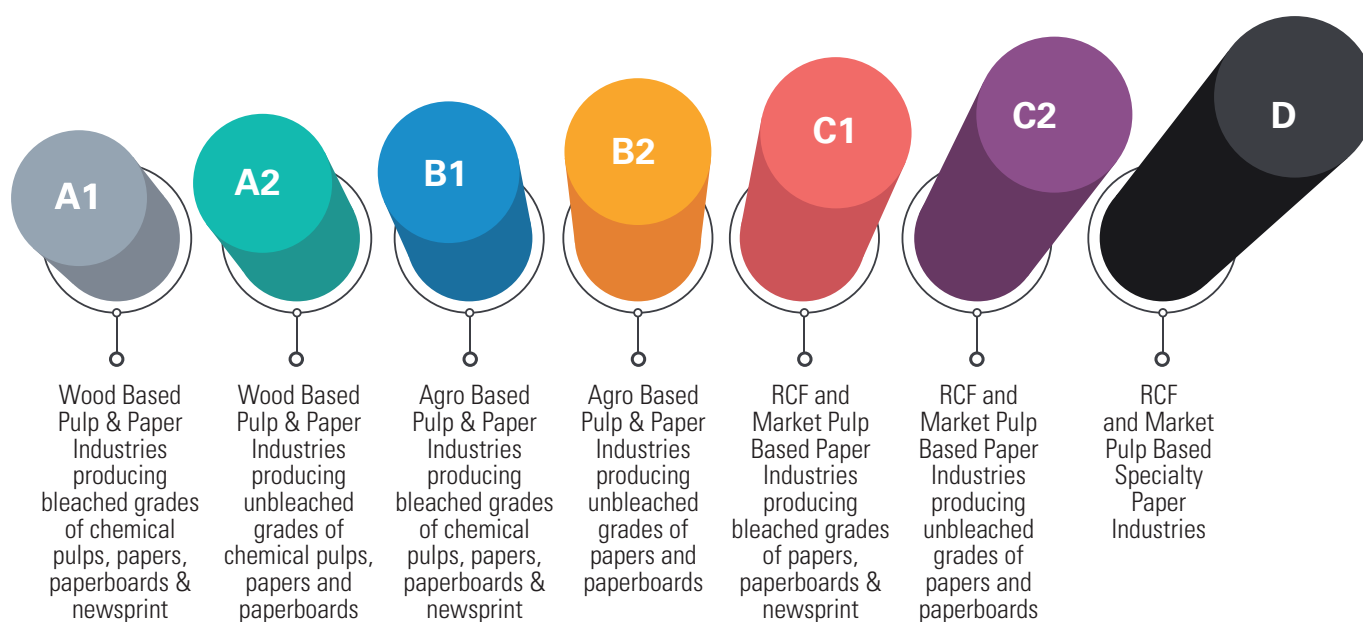 A1
Wood Based
Pulp & Paper
Industries
producing
bleached grades
of chemical
pulps, papers,
paperboards &
newsprint
A2
Wood Based
Pulp & Paper
Industries
producing
unbleached
grades of
chemical pulps,
papers and
paperboards
B1
Agro Based
Pulp & Paper
Industries
producing
bleached grades
of chemical
pulps, papers,
paperboards &
newsprint
B2
Agro Based
Pulp & Paper
Industries
producing
unbleached
grades of
papers and
paperboards
C1
RCF and
Market Pulp
Based Paper
Industries
producing
bleached grades
of papers,
paperboards &
newsprint
C2
RCF and
Market Pulp
Based Paper
Industries
producing
unbleached
grades of
papers and
paperboards
D
RCF
and Market
Pulp Based
Specialty
Paper
Industries